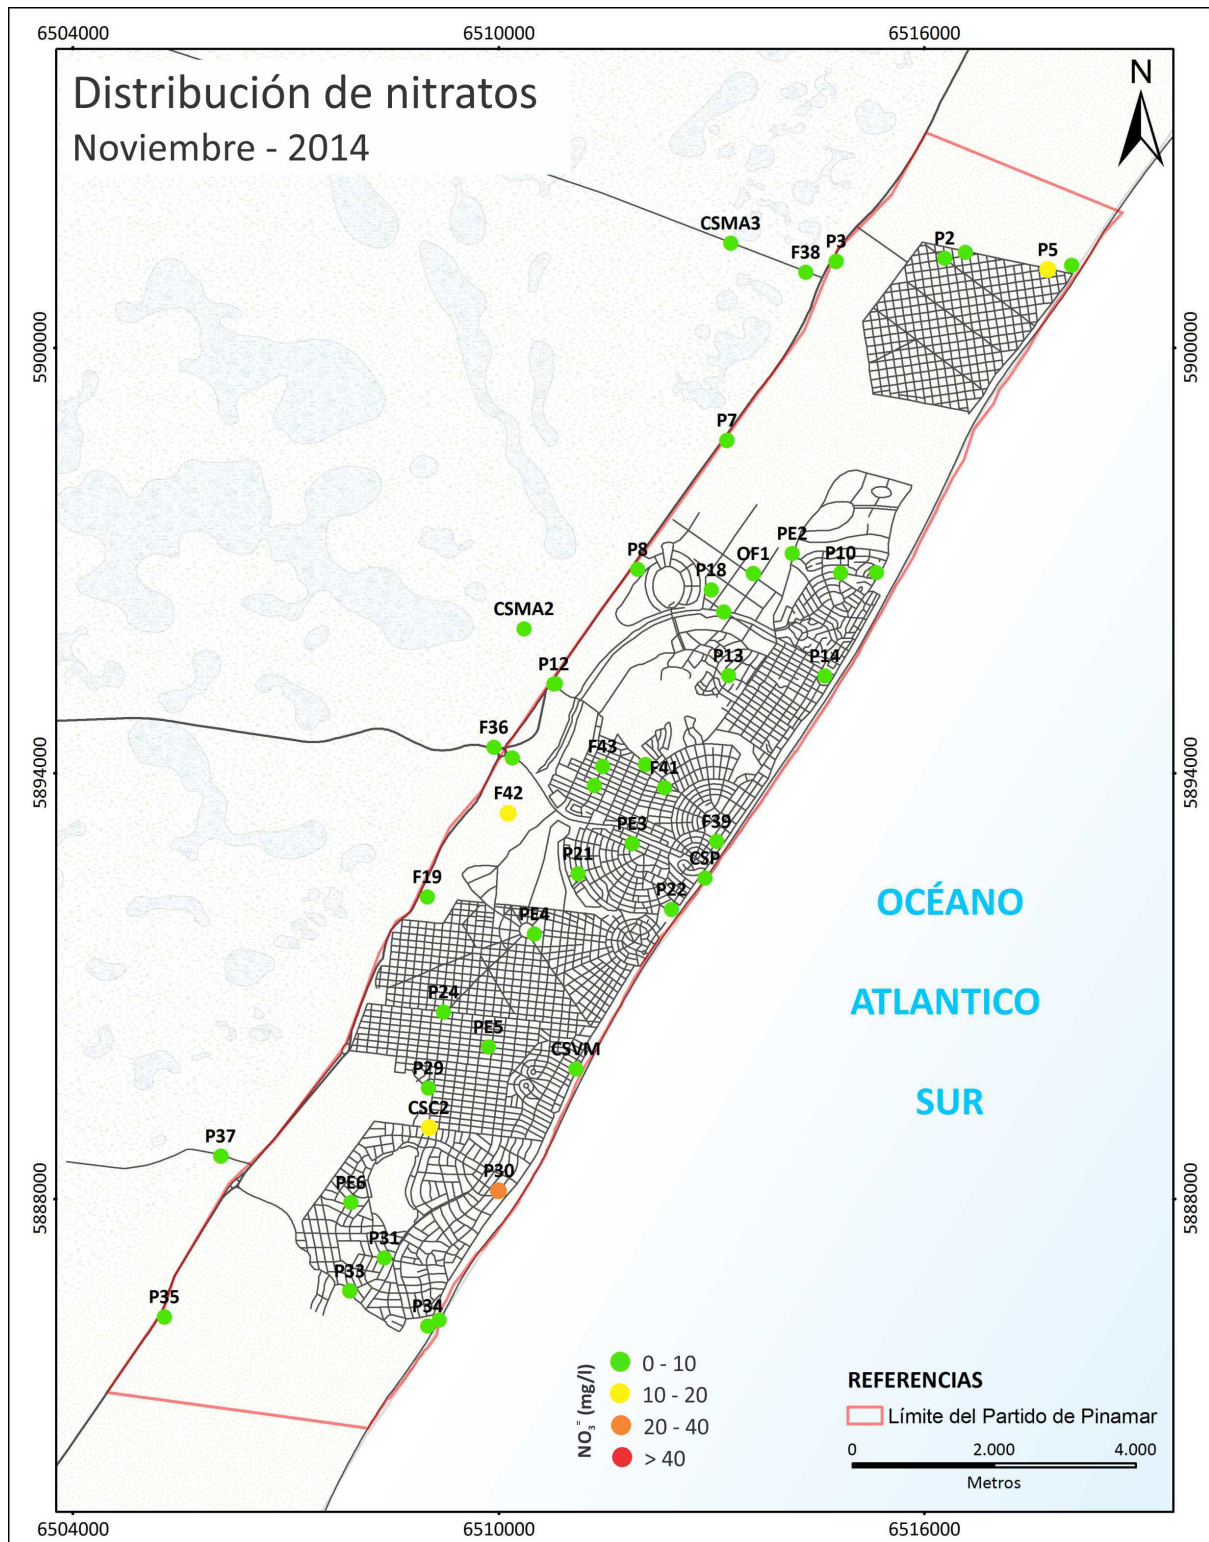 6504000 6510000 6516000
Distribución de nitratos
Noviembre - 2014
N
CSMA3
F38
P3
P2
P5
5900000 5900000
P7
P8
P18
OF1
PE2
P10
CSMA2
P12
P13
P14
F36
F43
F41
5894000 5894000
F42
PE3
F39
P21
CSP
F19
P22
PE4
OCÉANO
ATLANTICO
SUR
P24
PE5
CSVM
P29
CSC2
P37
P30
PE6
5888000 5888000
P31
P33
P35
P34
NO₃⁼ (mg/l)
0 - 10
10 - 20
20 - 40
> 40
REFERENCIAS
Límite del Partido de Pinamar
0 2.000 4.000
Metros
6504000 6510000 6516000